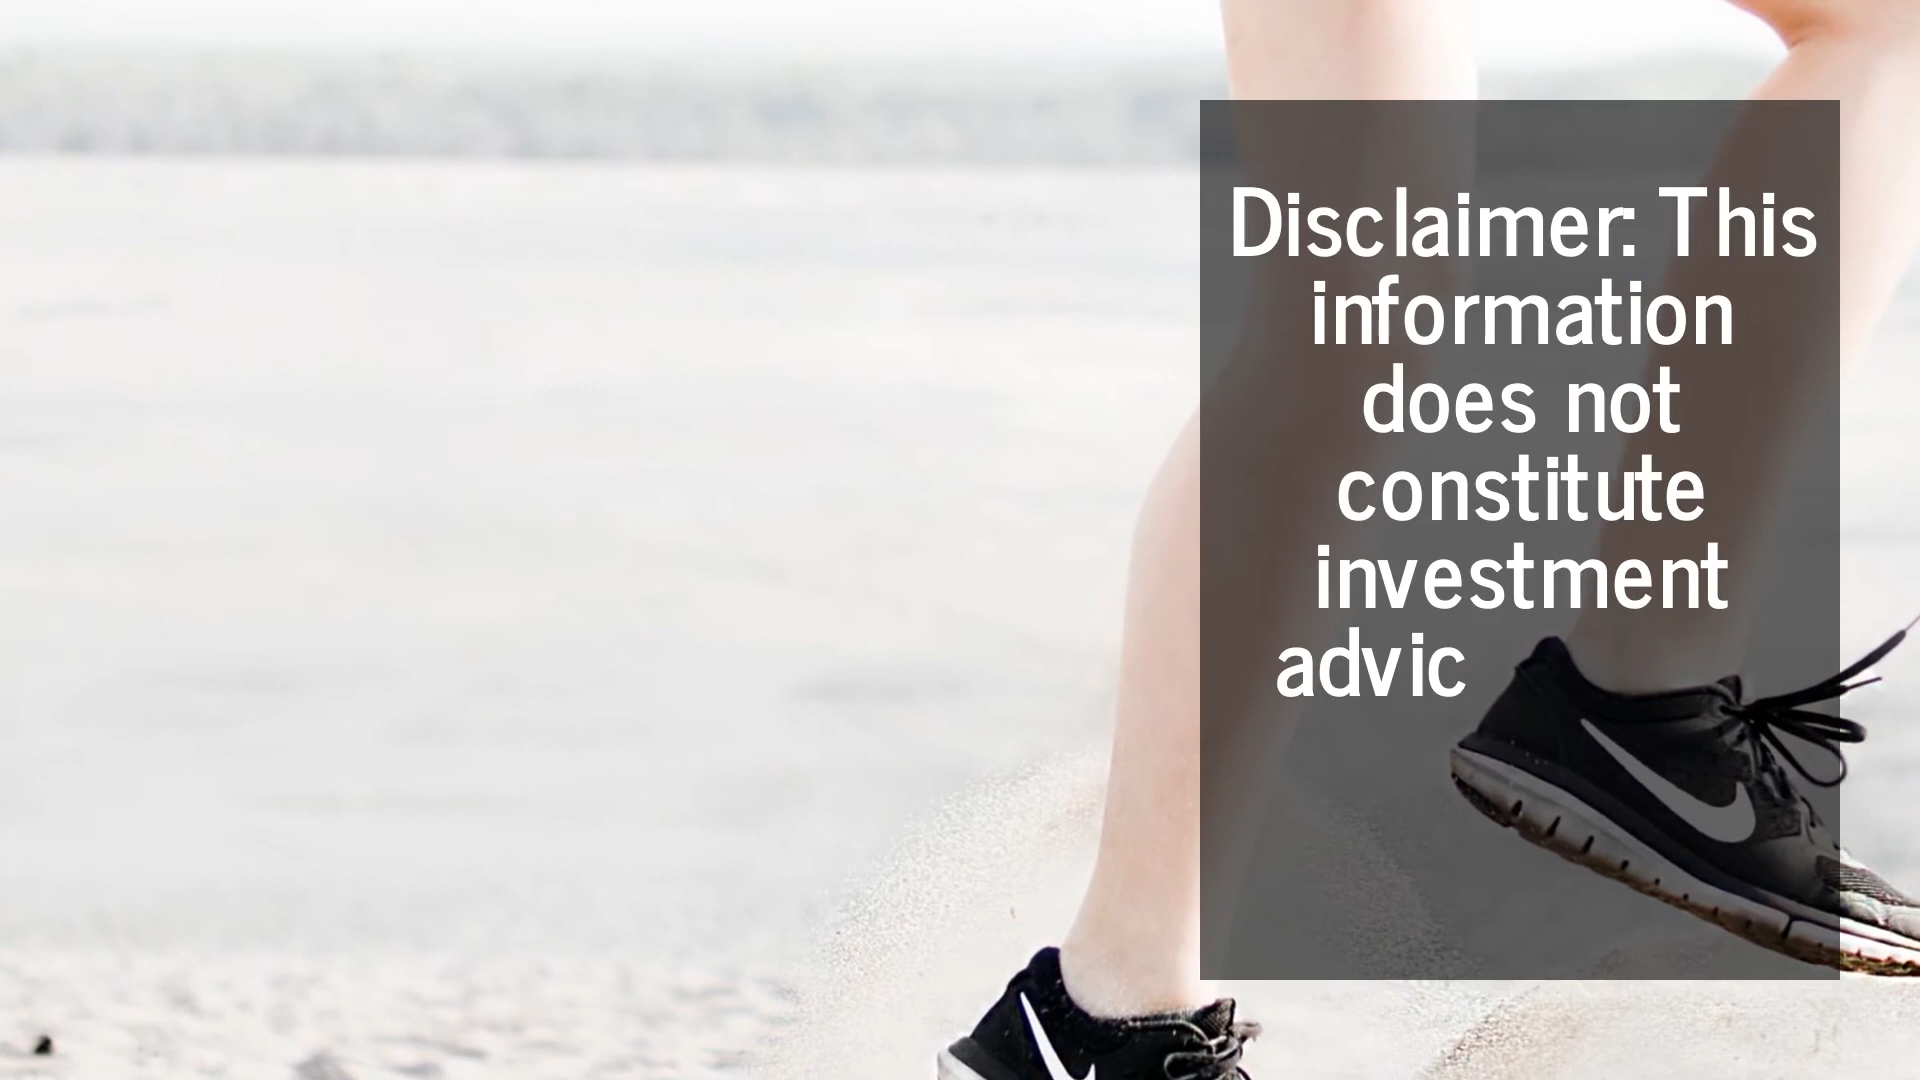 Disclaimer: This
information
does not
constitute
investment
advic